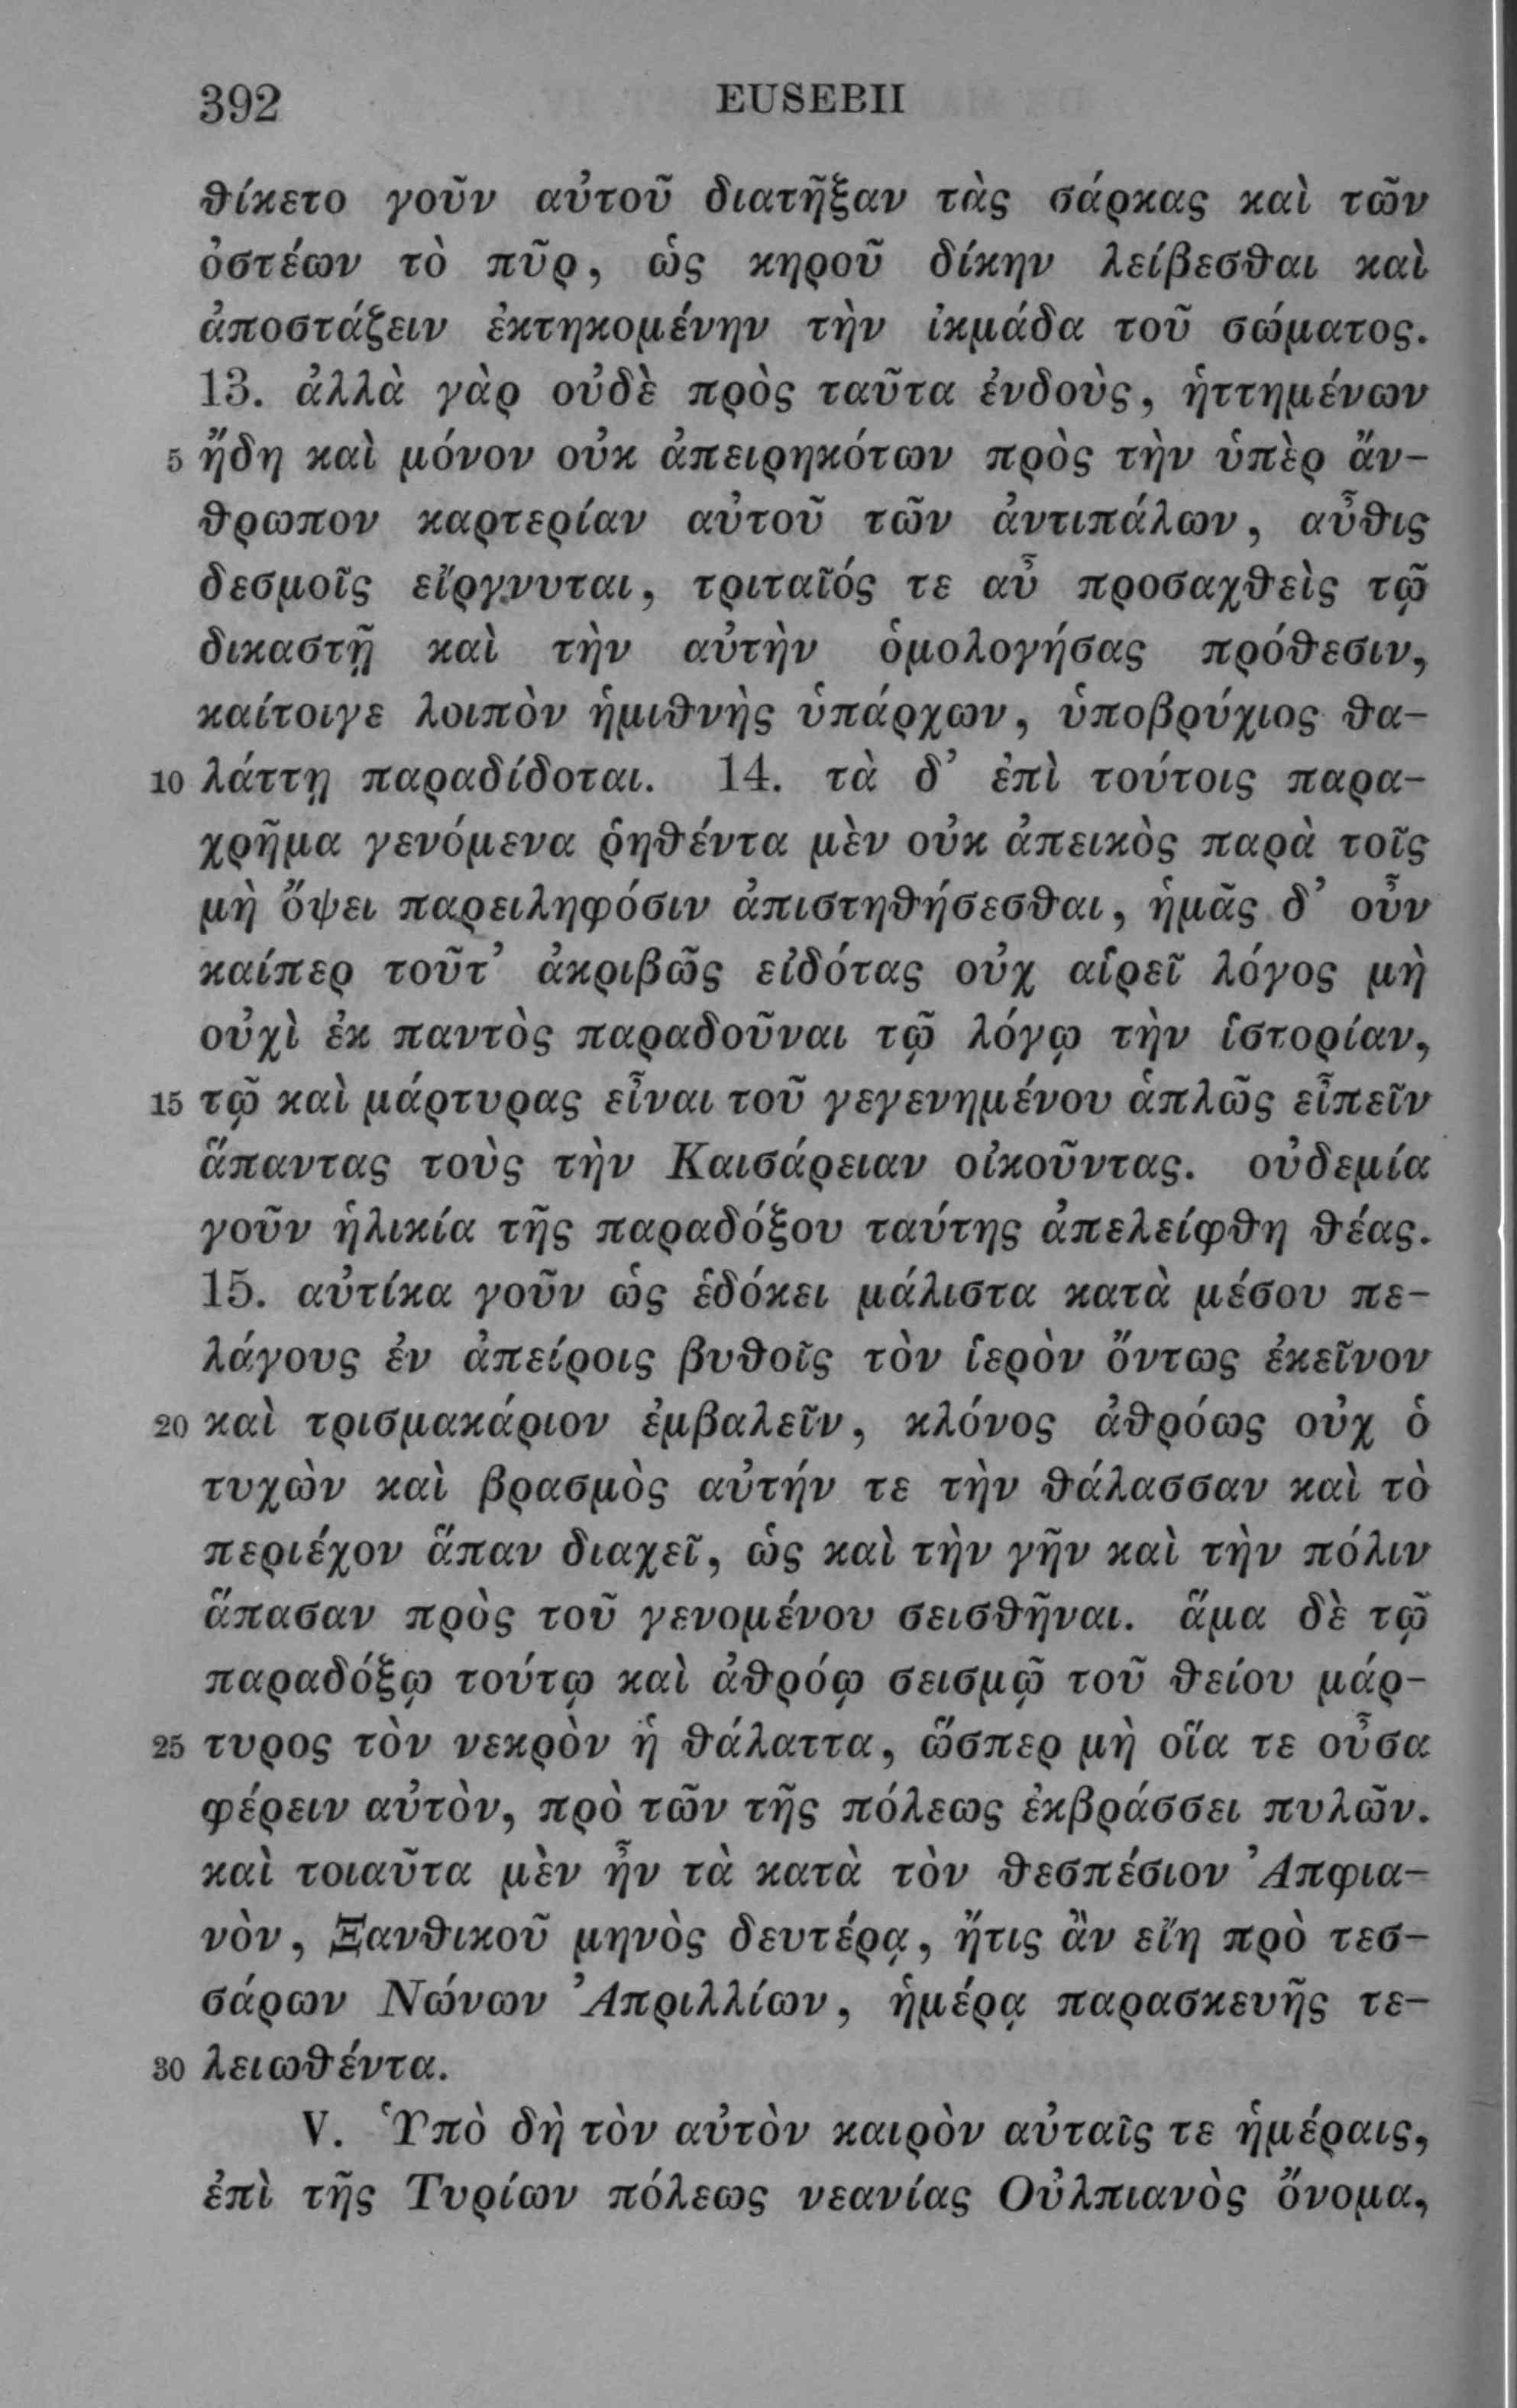 392 EUSEBII
θίκετο γοῦν αὐτοῦ διατῆξαν τὰς σάρκας καὶ τῶν
ὀστέων τὸ πῦρ, ὡς κηροῦ δίκην λείβεσθαι καὶ
ἀποστάζειν ἐκτηκομένην τὴν ἰκμάδα τοῦ σώματος.
13. ἀλλὰ γὰρ οὐδὲ πρὸς ταῦτα ἐνδοὺς, ἡττημένων
5 ἤδη καὶ μόνον οὐκ ἀπειρηκότων πρὸς τὴν ὑπὲρ ἄν-
θρωπον καρτερίαν αὐτοῦ τῶν ἀντιπάλων, αὖθις
δεσμοῖς εἴργνυται, τριταῖός τε αὖ προσαχθεὶς τῷ
δικαστῇ καὶ τὴν αὐτὴν ὁμολογήσας πρόθεσιν,
καίτοιγε λοιπὸν ἡμιθνὴς ὑπάρχων, ὑποβρύχιος θα-
10 λάττῃ παραδίδοται. 14. τὰ δ’ ἐπὶ τούτοις παρα-
χρῆμα γενόμενα ῥηθέντα μὲν οὐκ ἀπεικὸς παρὰ τοῖς
μὴ ὄψει παρειληφόσιν ἀπιστηθήσεσθαι, ἡμᾶς δ’ οὖν
καίπερ τοῦτ’ ἀκριβῶς εἰδότας οὐχ αἱρεῖ λόγος μὴ
οὐχὶ ἐκ παντὸς παραδοῦναι τῷ λόγῳ τὴν ἱστορίαν,
15 τῷ καὶ μάρτυρας εἶναι τοῦ γεγενημένου ἁπλῶς εἶπεῖν
ἅπαντας τοὺς τὴν Καισάρειαν οἰκοῦντας. οὐδεμία
γοῦν ἡλικία τῆς παραδόξου ταύτης ἀπελείφθη θέας.
15. αὐτίκα γοῦν ὡς ἐδόκει μάλιστα κατὰ μέσου πε-
λάγους ἐν ἀπείροις βυθοῖς τὸν ἱερὸν ὄντως ἐκεῖνον
20 καὶ τρισμακάριον ἐμβαλεῖν, κλόνος ἀθρόως οὐχ ὁ
τυχὼν καὶ βρασμὸς αὐτήν τε τὴν θάλασσαν καὶ τὸ
περιέχον ἅπαν διαχεῖ, ὡς καὶ τὴν γῆν καὶ τὴν πόλιν
ἅπασαν πρὸς τοῦ γενομένου σεισθῆναι. ἅμα δὲ τῷ
παραδόξῳ τούτῳ καὶ ἀθρόῳ σεισμῷ τοῦ θείου μάρ-
25 τυρος τὸν νεκρὸν ἡ θάλαττα, ὥσπερ μὴ οἵα τε οὖσα
φέρειν αὐτὸν, πρὸ τῶν τῆς πόλεως ἐκβράσσει πυλῶν.
καὶ τοιαῦτα μὲν ἦν τὰ κατὰ τὸν θεσπέσιον Ἀπφια-
νὸν, Ξανθικοῦ μηνὸς δευτέρᾳ, ἥτις ἂν εἴη πρὸ τεσ-
σάρων Νώνων Ἀπριλλίων, ἡμέρᾳ παρασκευῆς τε-
30 λειωθέντα.
V. Ὑπὸ δὴ τὸν αὐτὸν καιρὸν αὐταῖς τε ἡμέραις,
ἐπὶ τῆς Τυρίων πόλεως νεανίας Οὐλπιανὸς ὄνομα,